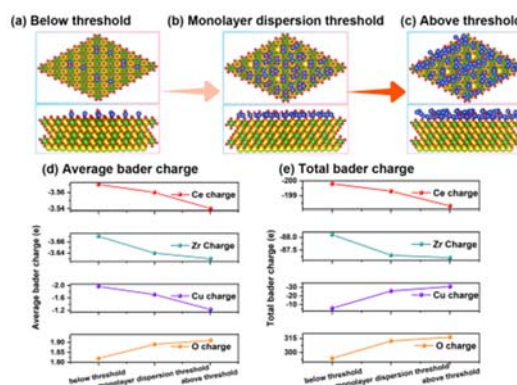 (a) Below threshold
(b) Monolayer dispersion threshold
(c) Above threshold
(d) Average bader charge
-3.56
-3.54
Ce charge
-3.66
-3.64
Zr Charge
-2.0
-1.6
-1.2
Cu charge
1.90
1.85
1.80
O charge
Average bader charge (e)
below threshold
monolayer dispersion threshold
above threshold
(e) Total bader charge
-200
-199
Ce charge
-88.0
-87.5
Zr Charge
-30
-20
-10
Cu charge
315
300
O charge
Total bader charge (e)
below threshold
monolayer dispersion threshold
above threshold